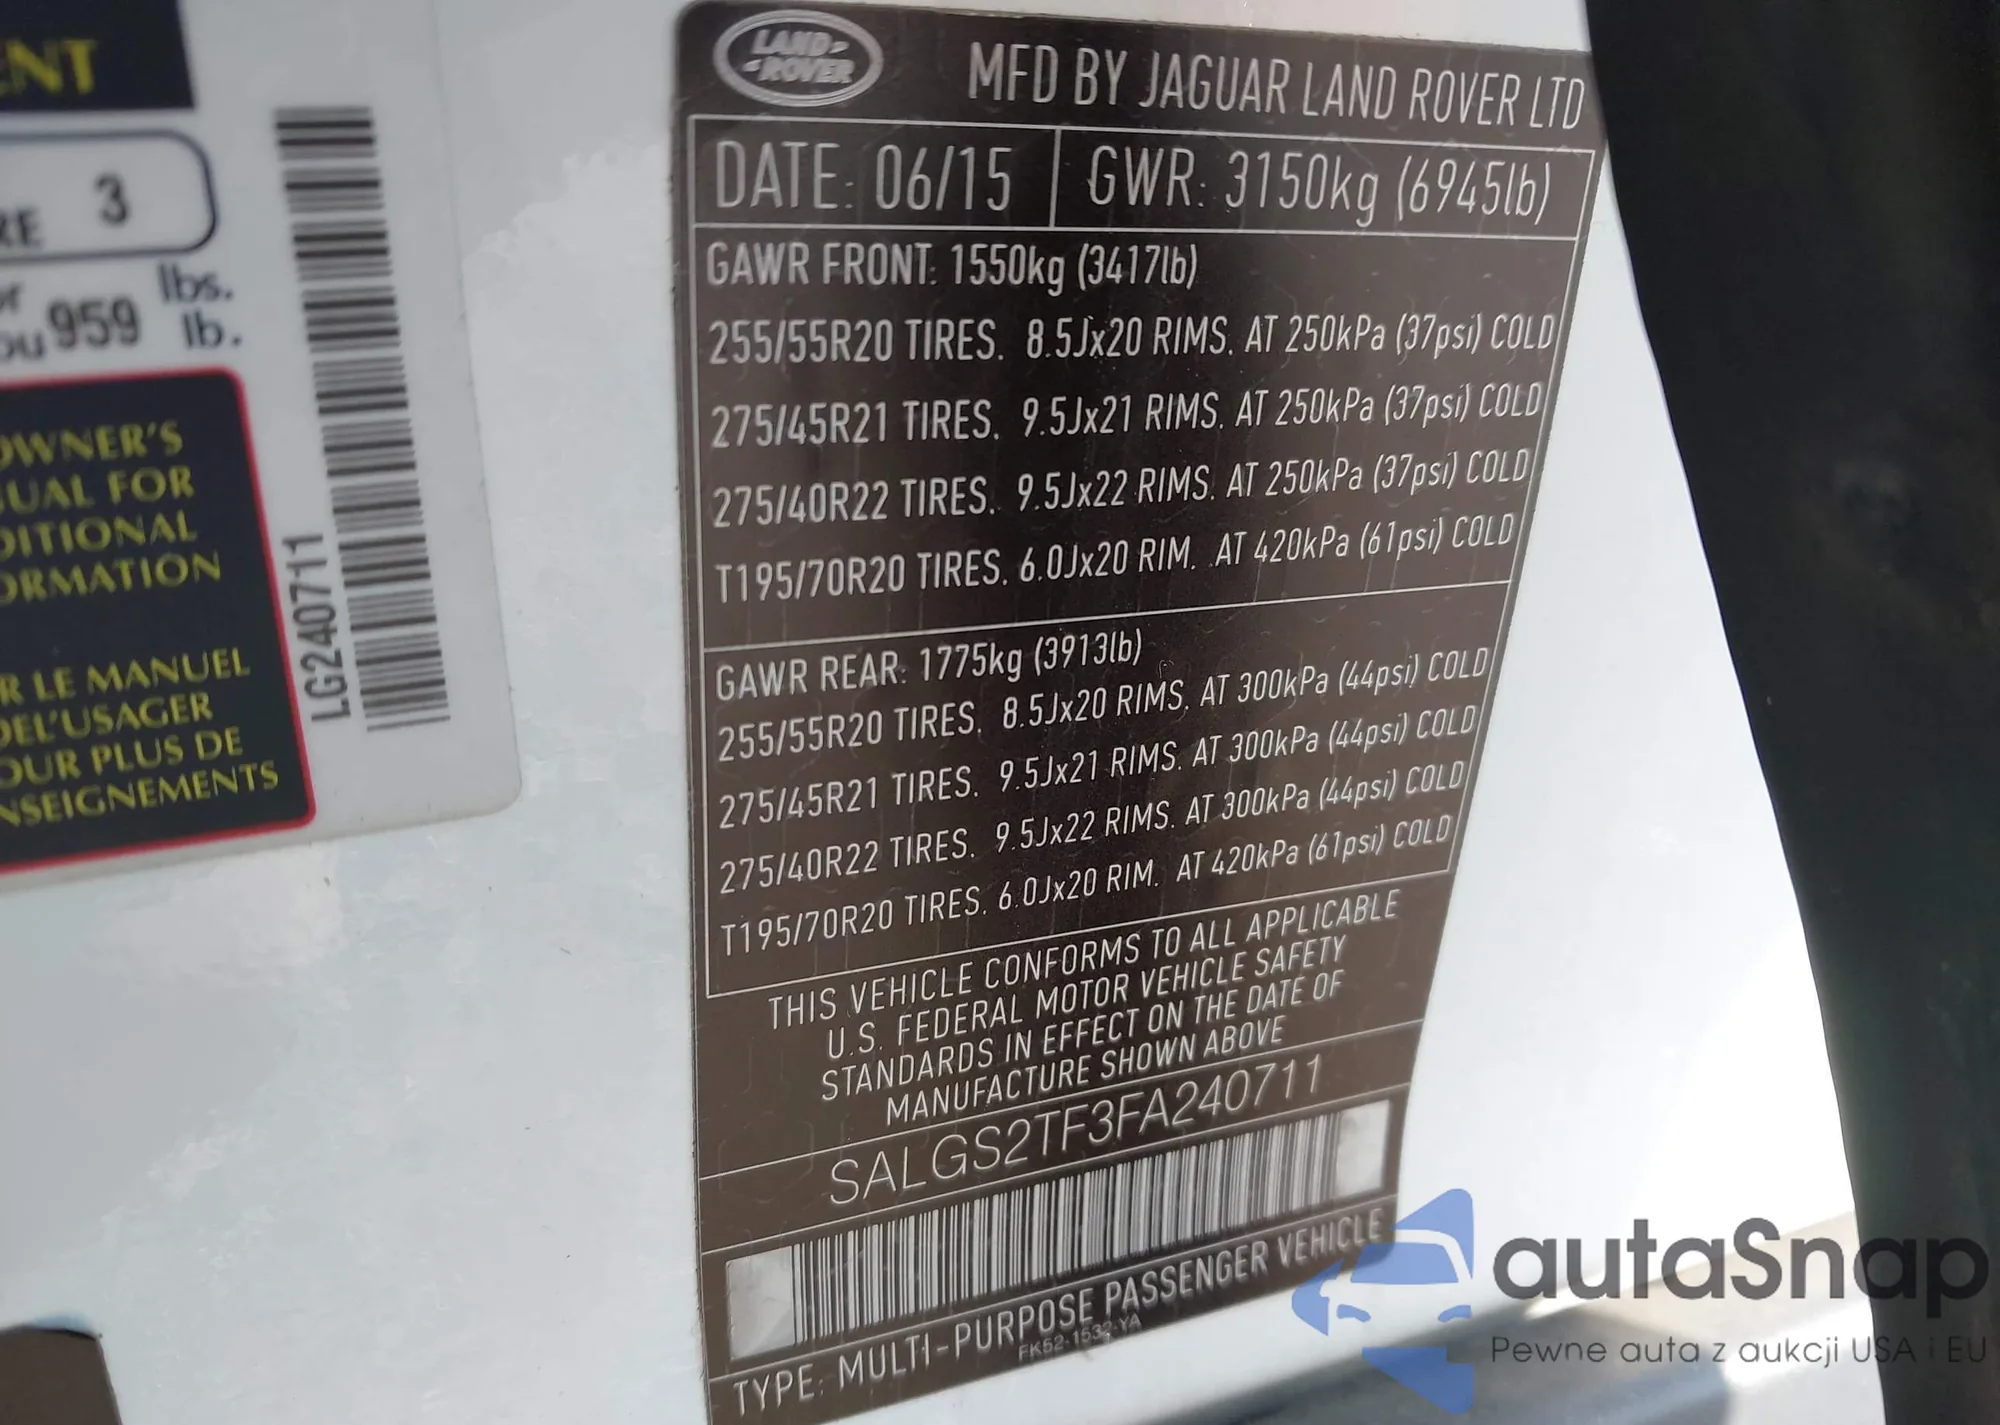 ENT
RE 3
959 lbs.
lb.
OWNER'S
UAL FOR
DITIONAL
ORMATION
R LE MANUEL
DEL'USAGER
OUR PLUS DE
NSEIGNEMENTS
LG240711
LAND-
-ROVER
MFD BY JAGUAR LAND ROVER LTD
DATE: 06/15 GWR: 3150kg (6945lb)
GAWR FRONT: 1550kg (3417lb)
255/55R20 TIRES. 8.5Jx20 RIMS. AT 250kPa (37psi) COLD
275/45R21 TIRES. 9.5Jx21 RIMS. AT 250kPa (37psi) COLD
275/40R22 TIRES. 9.5Jx22 RIMS. AT 250kPa (37psi) COLD
T195/70R20 TIRES. 6.0Jx20 RIM. AT 420kPa (61psi) COLD
GAWR REAR: 1775kg (3913lb)
255/55R20 TIRES. 8.5Jx20 RIMS. AT 300kPa (44psi) COLD
275/45R21 TIRES. 9.5Jx21 RIMS. AT 300kPa (44psi) COLD
275/40R22 TIRES. 9.5Jx22 RIMS. AT 300kPa (44psi) COLD
T195/70R20 TIRES. 6.0Jx20 RIM. AT 420kPa (61psi) COLD
THIS VEHICLE CONFORMS TO ALL APPLICABLE
U.S. FEDERAL MOTOR VEHICLE SAFETY
STANDARDS IN EFFECT ON THE DATE OF
MANUFACTURE SHOWN ABOVE
SALGS2TF3FA240711
TYPE: MULTI-PURPOSE PASSENGER VEHICLE
FK52-1532-YA
autaSnap
Pewne auta z aukcji USA i EU